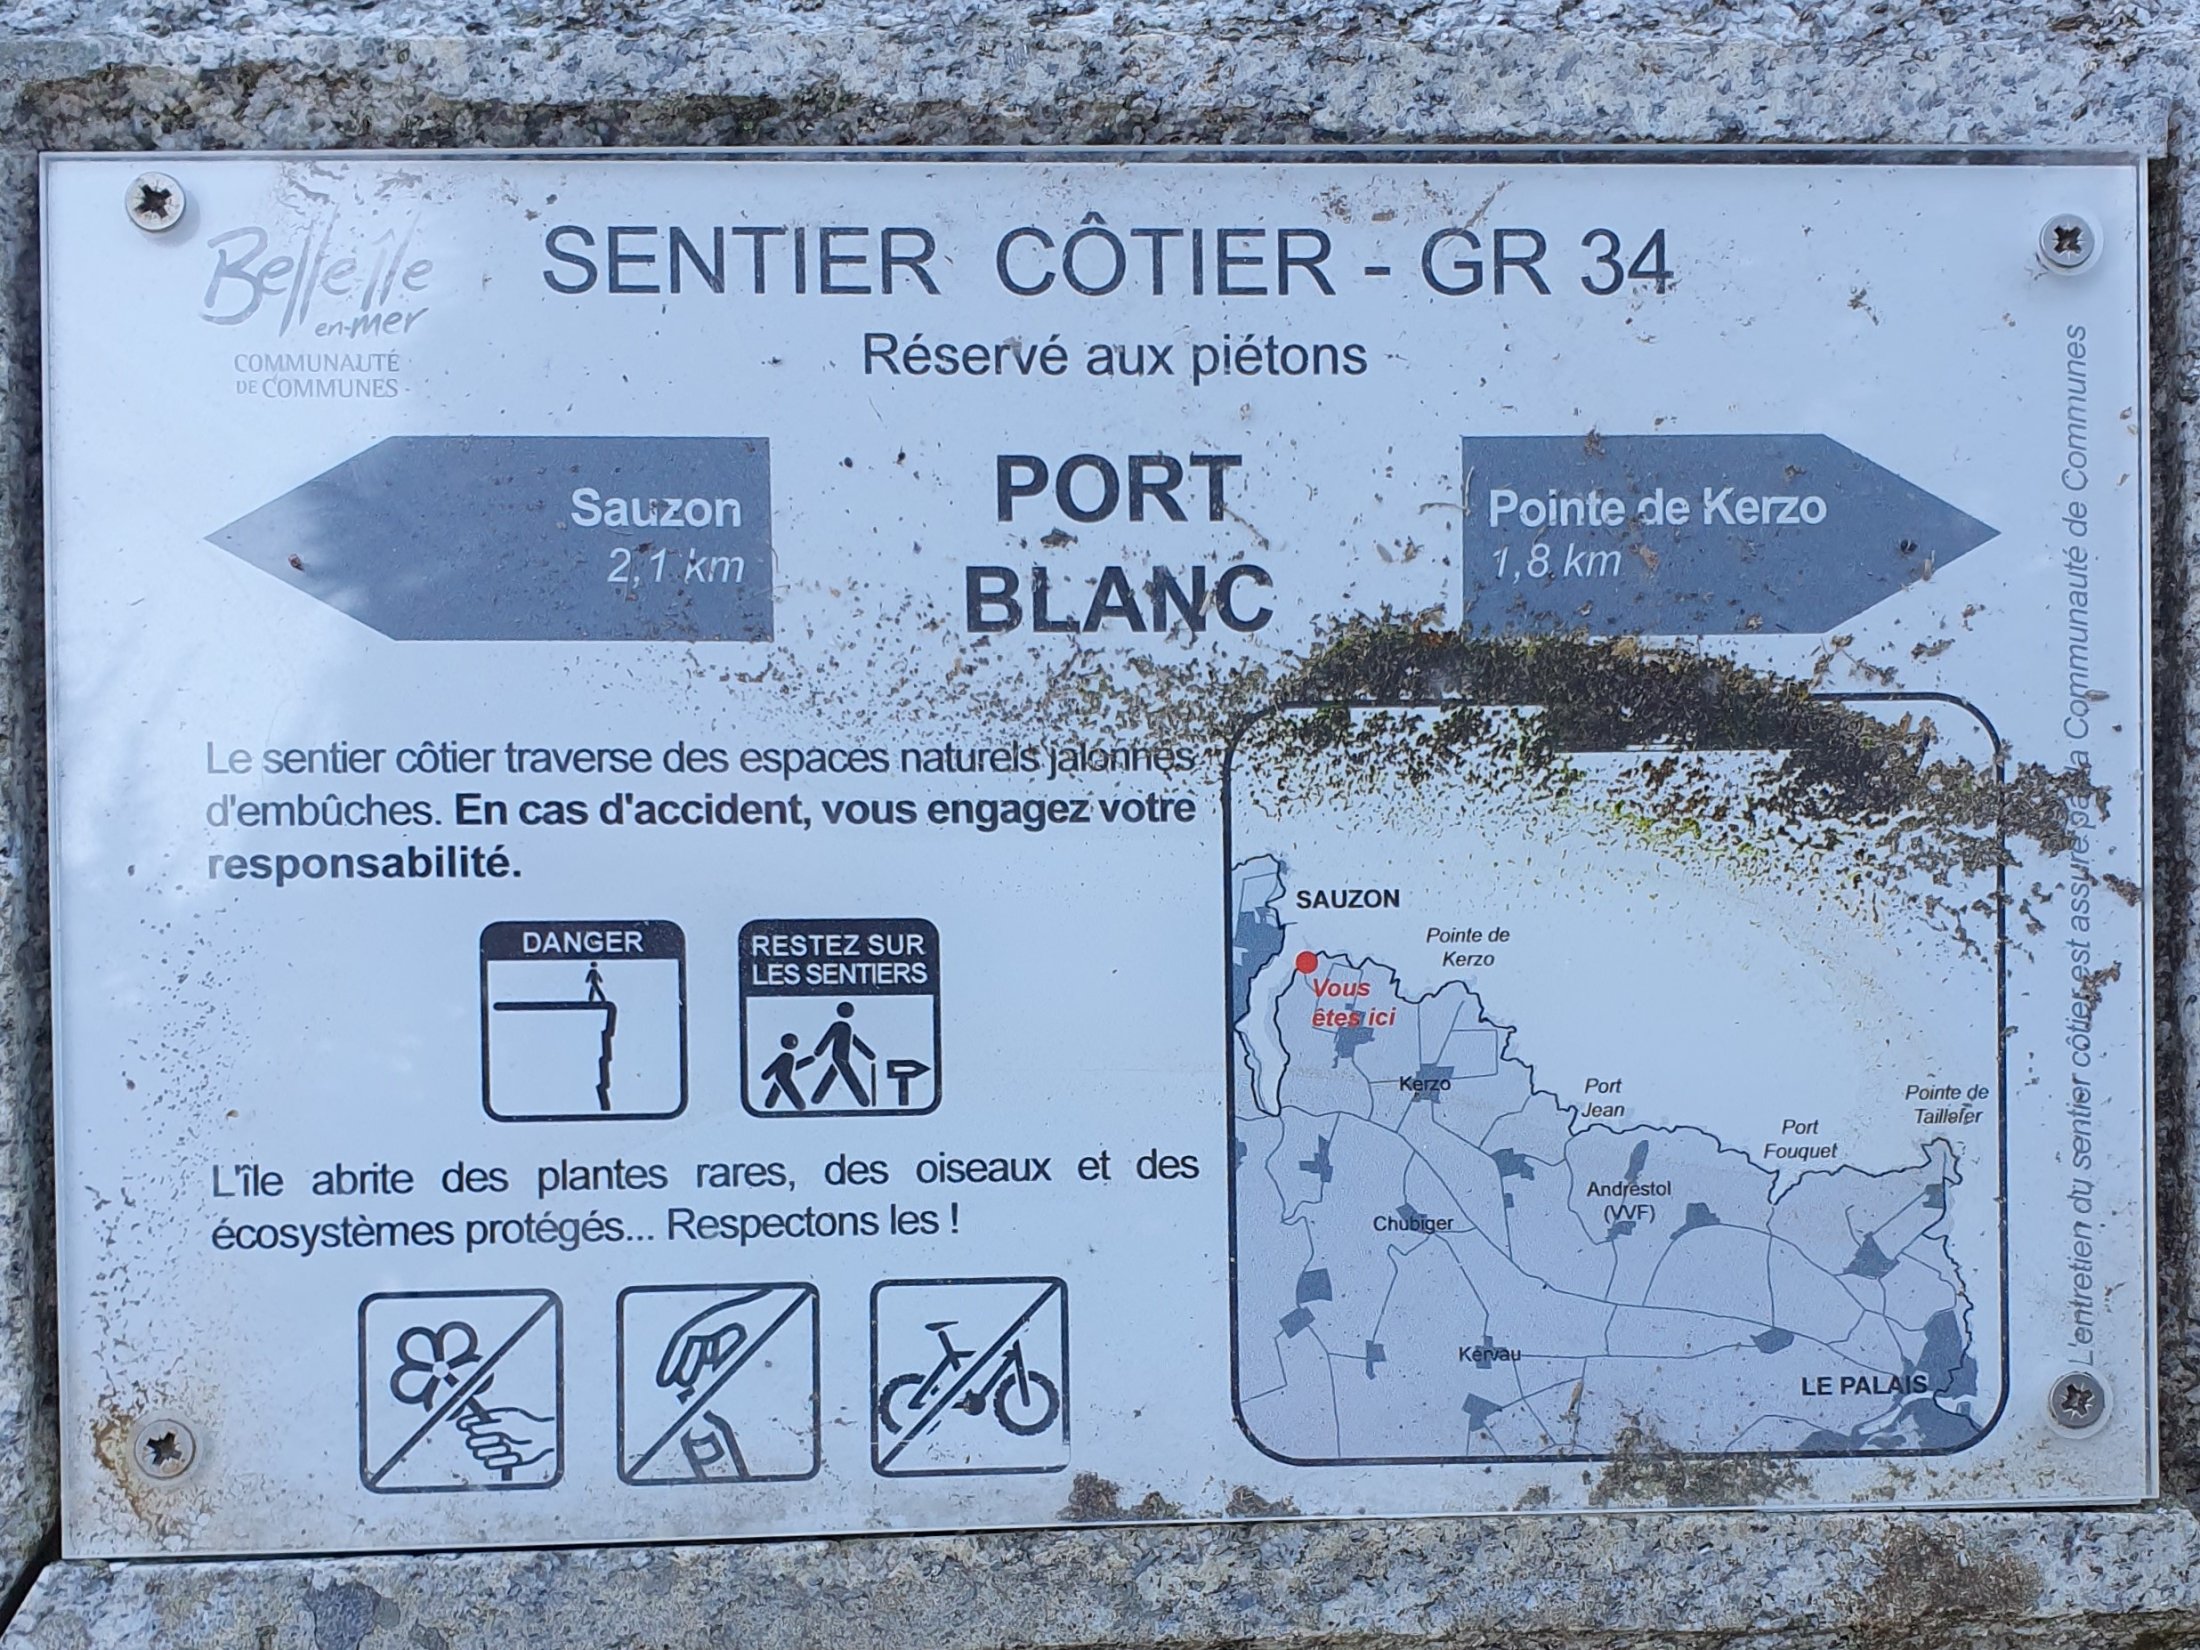 Belle île
en-mer
COMMUNAUTÉ
DE COMMUNES
SENTIER CÔTIER - GR 34
Réservé aux piétons
Sauzon
2,1 km
PORT
BLANC
Pointe de Kerzo
1,8 km
Le sentier côtier traverse des espaces naturels jalonnés
d'embûches. En cas d'accident, vous engagez votre
responsabilité.
DANGER
RESTEZ SUR
LES SENTIERS
L'île abrite des plantes rares, des oiseaux et des
écosystèmes protégés... Respectons les !
SAUZON
Pointe de
Kerzo
Vous
êtes ici
Kerzo
Port
Jean
Pointe de
Taillefer
Port
Fouquet
Andrestol
(VVF)
Chubiger
Kervau
LE PALAIS
L'entretien du sentier côtier est assuré par la Communauté de Communes